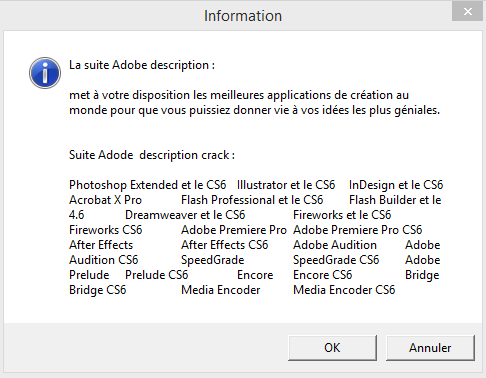 Information
La suite Adobe description :
met à votre disposition les meilleures applications de création au
monde pour que vous puissiez donner vie à vos idées les plus géniales.
Suite Adode  description crack :
Photoshop Extended et le CS6   Illustrator et le CS6   InDesign et le CS6
Acrobat X Pro   Flash Professional et le CS6   Flash Builder et le
4.6   Dreamweaver et le CS6   Fireworks et le CS6
Fireworks CS6   Adobe Premiere Pro   Adobe Premiere Pro CS6
After Effects   After Effects CS6   Adobe Audition   Adobe
Audition CS6   SpeedGrade   SpeedGrade CS6   Adobe
Prelude   Prelude CS6   Encore   Encore CS6   Bridge
Bridge CS6   Media Encoder   Media Encoder CS6
OK   Annuler